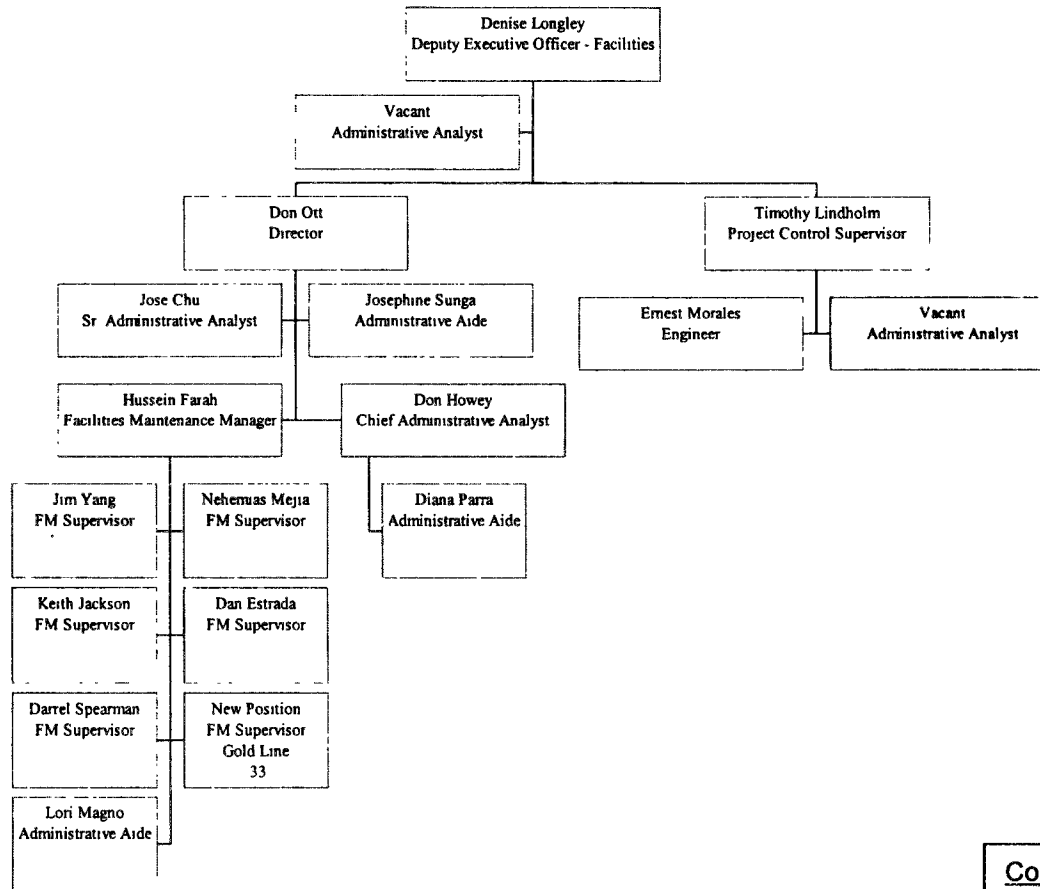 Denise Longley
Deputy Executive Officer - Facilities
Vacant
Administrative Analyst
Don Ott
Director
Timothy Lindholm
Project Control Supervisor
Jose Chu
Sr Administrative Analyst
Josephine Sunga
Administrative Aide
Ernest Morales
Engineer
Vacant
Administrative Analyst
Hussein Farah
Facilities Maintenance Manager
Don Howey
Chief Administrative Analyst
Jim Yang
FM Supervisor
Nehemias Mejia
FM Supervisor
Diana Parra
Administrative Aide
Keith Jackson
FM Supervisor
Dan Estrada
FM Supervisor
Darrel Spearman
FM Supervisor
New Position
FM Supervisor
Gold Line
33
Lori Magno
Administrative Aide
Co